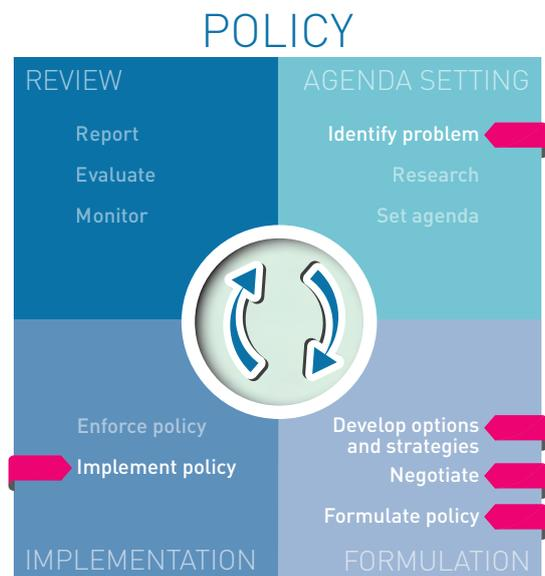 POLICY
REVIEW
Report
Evaluate
Monitor
AGENDA SETTING
Identify problem
Research
Set agenda
Enforce policy
Implement policy
IMPLEMENTATION
Develop options
and strategies
Negotiate
Formulate policy
FORMULATION